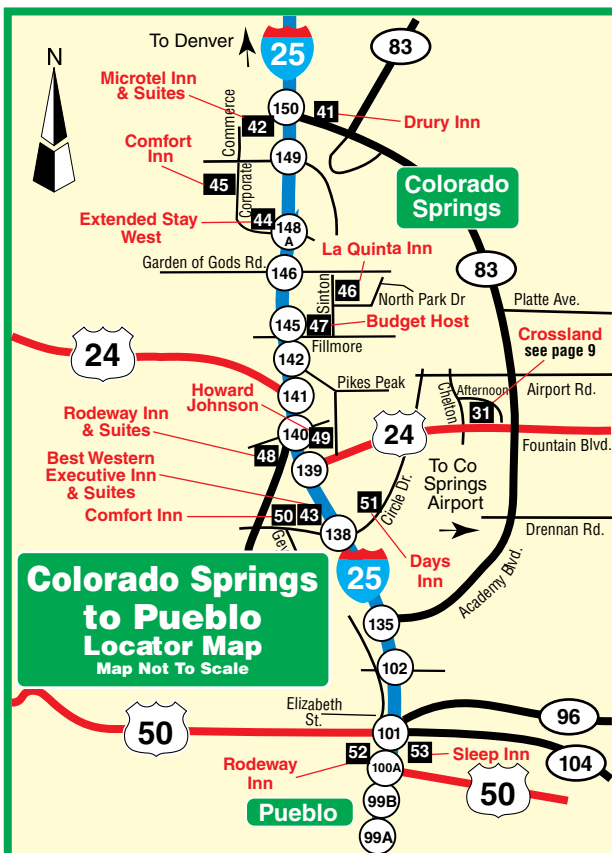 To Denver
25
83
N
Microtel Inn
& Suites
150
41
42
Drury Inn
Commerce
Comfort
Inn
149
45
Corporate
Colorado
Springs
Extended Stay
West
44
148
A
La Quinta Inn
83
Garden of Gods Rd.
146
Sinton
46
North Park Dr
Platte Ave.
145
47
Budget Host
Fillmore
Crossland
see page 9
24
142
Pikes Peak
Chelton
Afternoon
31
Airport Rd.
141
Howard
Johnson
Rodeway Inn
& Suites
140
49
24
48
Fountain Blvd.
139
Best Western
Executive Inn
& Suites
To Co
Springs
Airport
Circle Dr.
51
Comfort Inn
50
43
138
Drennan Rd.
Days
Inn
Academy Blvd.
Colorado Springs
to Pueblo
Locator Map
Map Not To Scale
25
135
102
Elizabeth
St.
50
101
96
52
53
Sleep Inn
104
Rodeway
Inn
100A
50
99B
Pueblo
99A